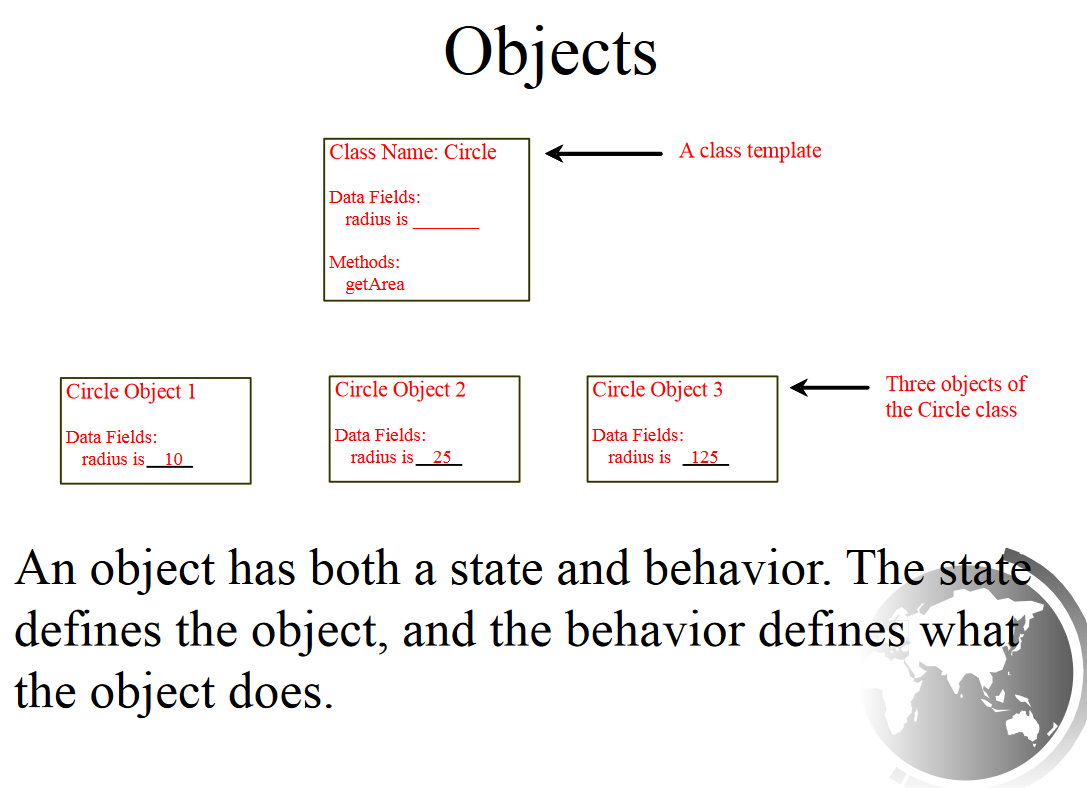 Objects
Class Name: Circle
A class template
Data Fields:
radius is ________
Methods:
getArea
Circle Object 1
Data Fields:
radius is 10
Circle Object 2
Data Fields:
radius is 25
Circle Object 3
Data Fields:
radius is 125
Three objects of
the Circle class
An object has both a state and behavior. The state
defines the object, and the behavior defines what
the object does.